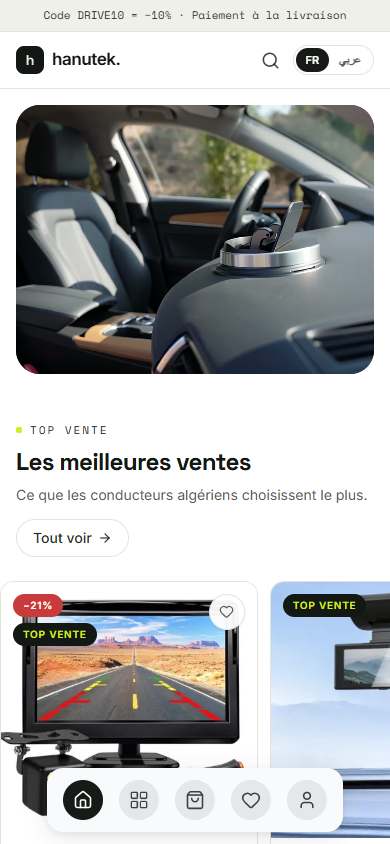 Code DRIVE10 = −10% · Paiement à la livraison
h hanutek. FR عربي
TOP VENTE
Les meilleures ventes
Ce que les conducteurs algériens choisissent le plus.
Tout voir →
−21%
TOP VENTE
TOP VENTE